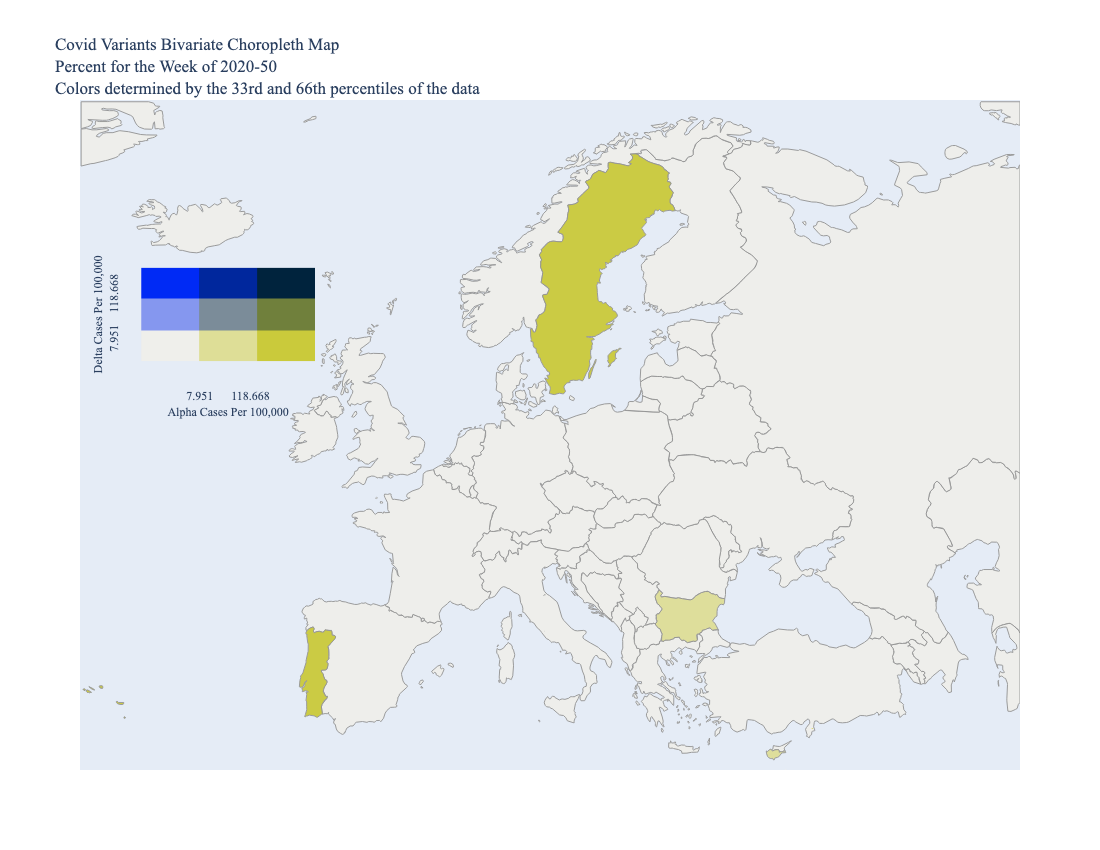 Covid Variants Bivariate Choropleth Map
Percent for the Week of 2020-50
Colors determined by the 33rd and 66th percentiles of the data
Delta Cases Per 100,000
7.951 118.668
7.951 118.668
Alpha Cases Per 100,000